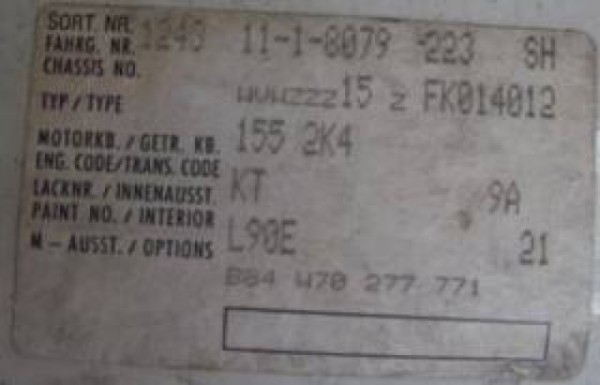 SORT NR. 1243 11-1-8079 -223 SH
FAHRG. NR.
CHASSIS NO. WVWZZZ15 Z FK014012
TYP / TYPE 155 2K4
MOTORKB. / GETR. KB.
ENG. CODE/TRANS. CODE KT 9A
LACKNR. / INNENAUSST.
PAINT NO. / INTERIOR L90E 21
M - AUSST. / OPTIONS
B84 W70 277 771